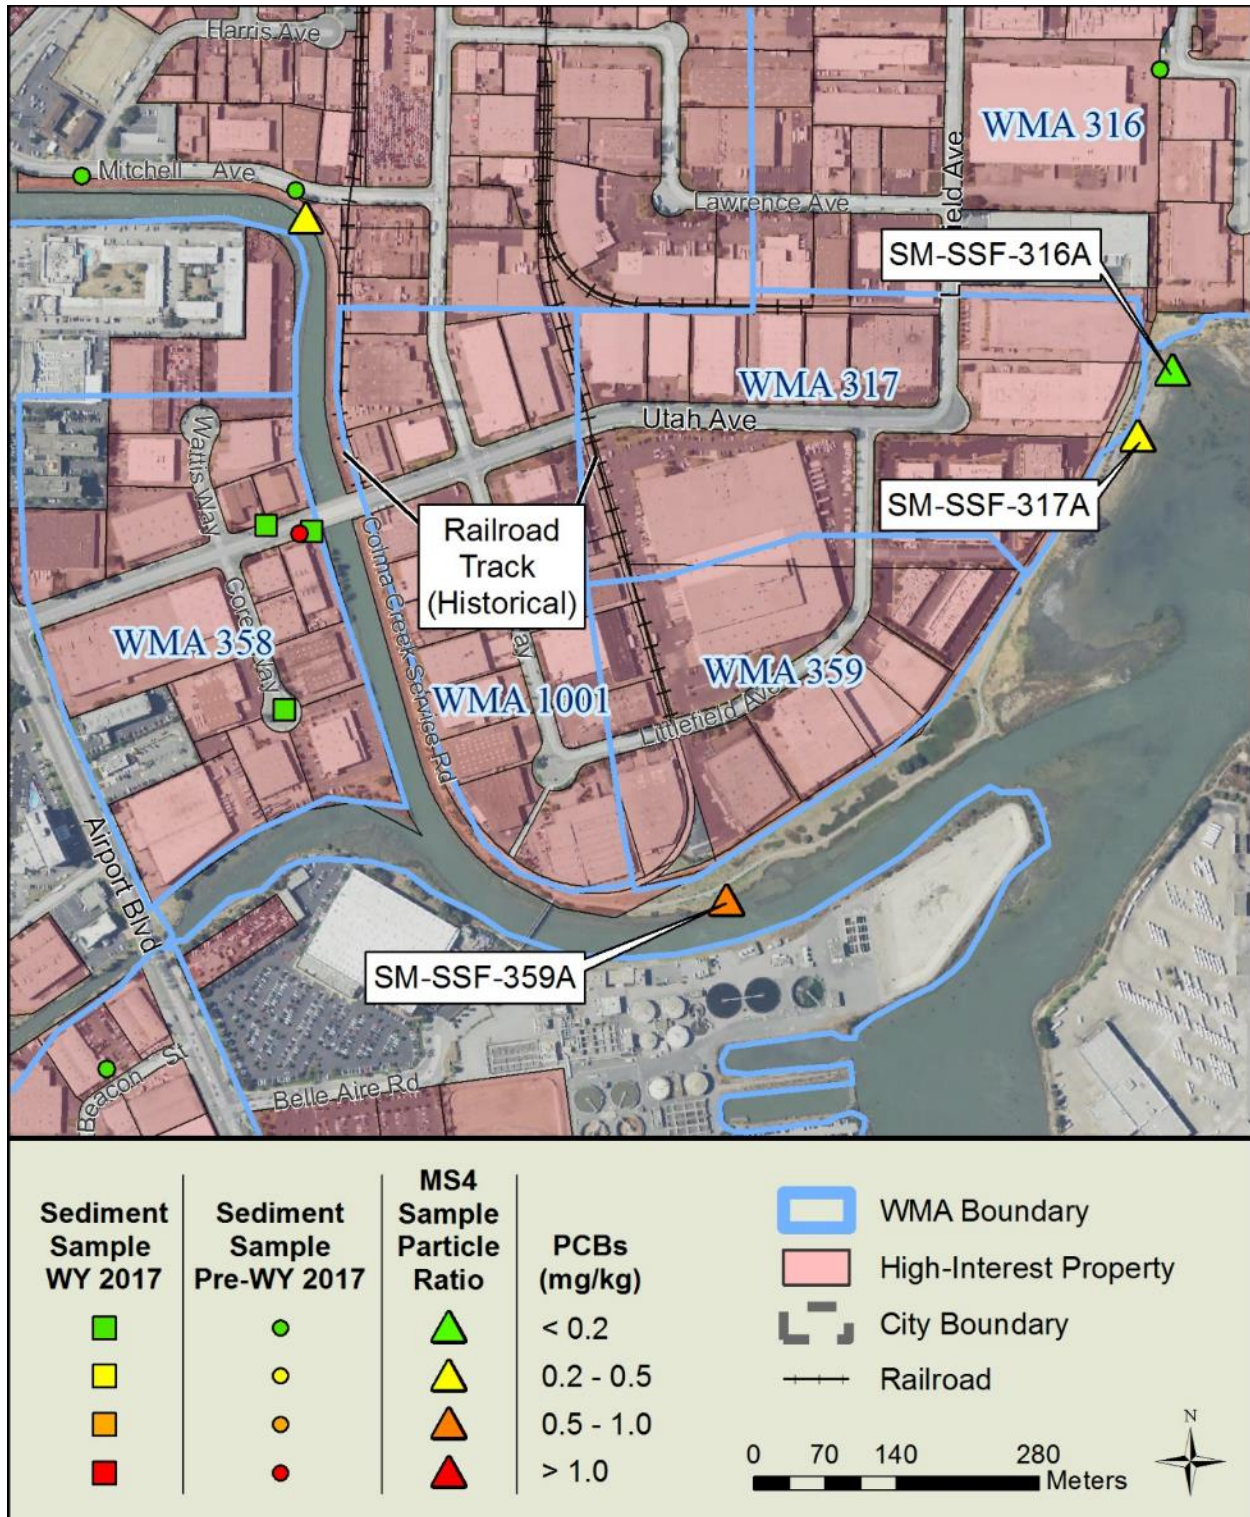 Harris Ave
WMA 316
Mitchell Ave
Lawrence Ave
SM-SSF-316A
WMA 317
Utah Ave
Wattis Way
SM-SSF-317A
Railroad
Track
(Historical)
Colma Creek Service Rd
WMA 358
WMA 359
WMA 1001
Littlefield Ave
Airport Blvd
SM-SSF-359A
Beacon St
Belle Aire Rd
Sediment
Sample
WY 2017
Sediment
Sample
Pre-WY 2017
MS4
Sample
Particle
Ratio
PCBs
(mg/kg)
< 0.2
0.2 - 0.5
0.5 - 1.0
> 1.0
WMA Boundary
High-Interest Property
City Boundary
Railroad
0 70 140 280
Meters
N